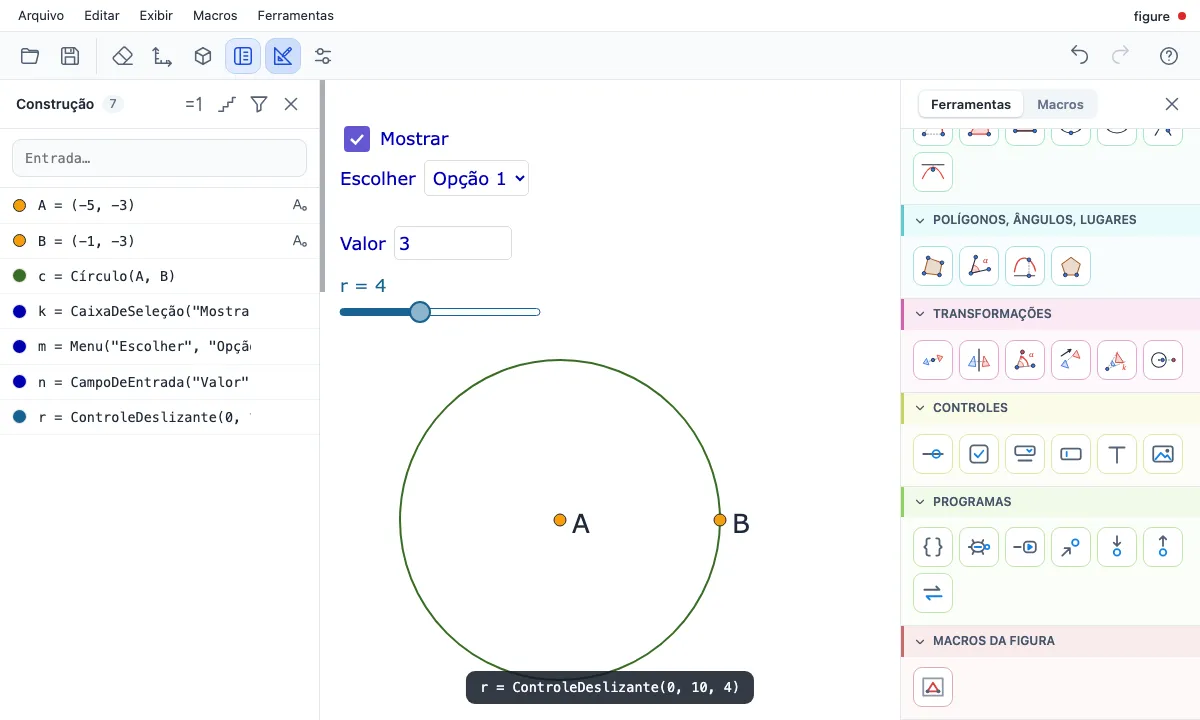 Arquivo Editar Exibir Macros Ferramentas figure
Construção 7
Entrada…
A = (−5, −3)
B = (−1, −3)
c = Círculo(A, B)
k = CaixaDeSeleção("Mostra
m = Menu("Escolher", "Opçã
n = CampoDeEntrada("Valor"
r = ControleDeslizante(0,
Mostrar
Escolher Opção 1
Valor 3
r = 4
A
B
r = ControleDeslizante(0, 10, 4)
Ferramentas Macros
POLÍGONOS, ÂNGULOS, LUGARES
TRANSFORMAÇÕES
CONTROLES
PROGRAMAS
MACROS DA FIGURA